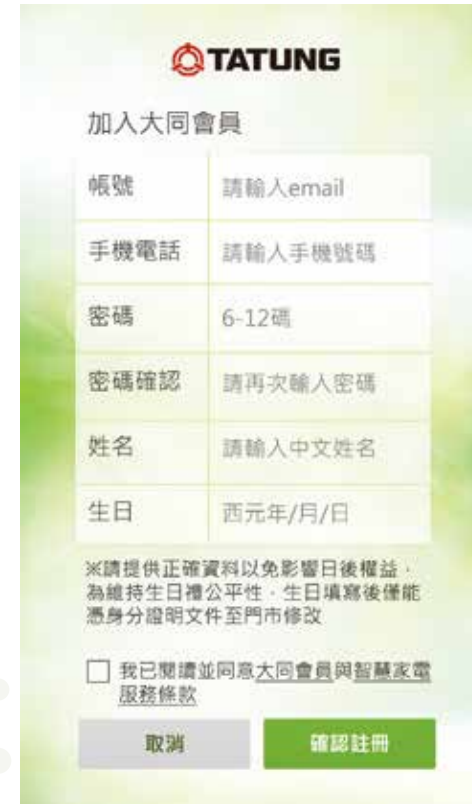 TATUNG
加入大同會員
帳號 請輸入email
手機電話 請輸入手機號碼
密碼 6-12碼
密碼確認 請再次輸入密碼
姓名 請輸入中文姓名
生日 西元年/月/日
※請提供正確資料以免影響日後權益，
為維持生日禮公平性，生日填寫後僅能
憑身分證明文件至門市修改
我已閱讀並同意大同會員與智慧家電
服務條款
取消 確認註冊